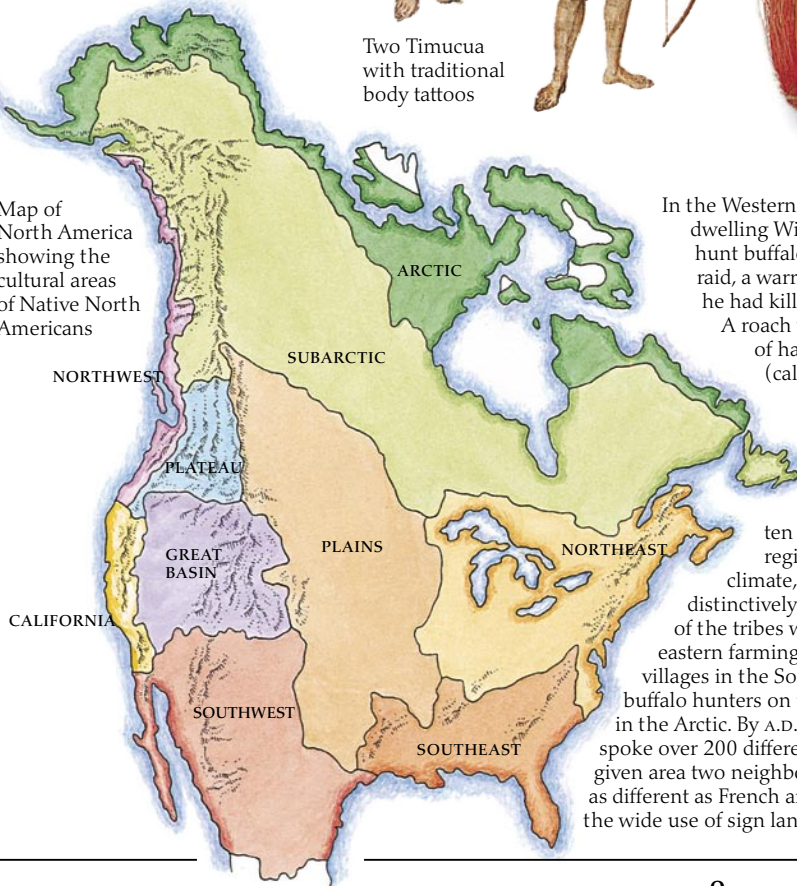 Two Timucua
with traditional
body tattoos
Map of
North America
showing the
cultural areas
of Native North
Americans
ARCTIC
SUBARCTIC
NORTHWEST
PLATEAU
GREAT
BASIN
PLAINS
NORTHEAST
CALIFORNIA
SOUTHWEST
SOUTHEAST
In the Western
dwelling
hunt
raid, a
he had
A roach
of
ten
climate,
distinctively
of the tribes
eastern farming
villages in the
buffalo hunters on
in the Arctic. By A.D.
spoke over 200
given area two
as different as French
the wide use of sign